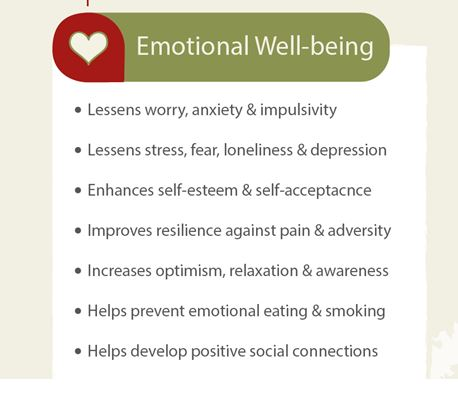 Emotional Well-being
• Lessens worry, anxiety & impulsivity
• Lessens stress, fear, loneliness & depression
• Enhances self-esteem & self-acceptacnce
• Improves resilience against pain & adversity
• Increases optimism, relaxation & awareness
• Helps prevent emotional eating & smoking
• Helps develop positive social connections